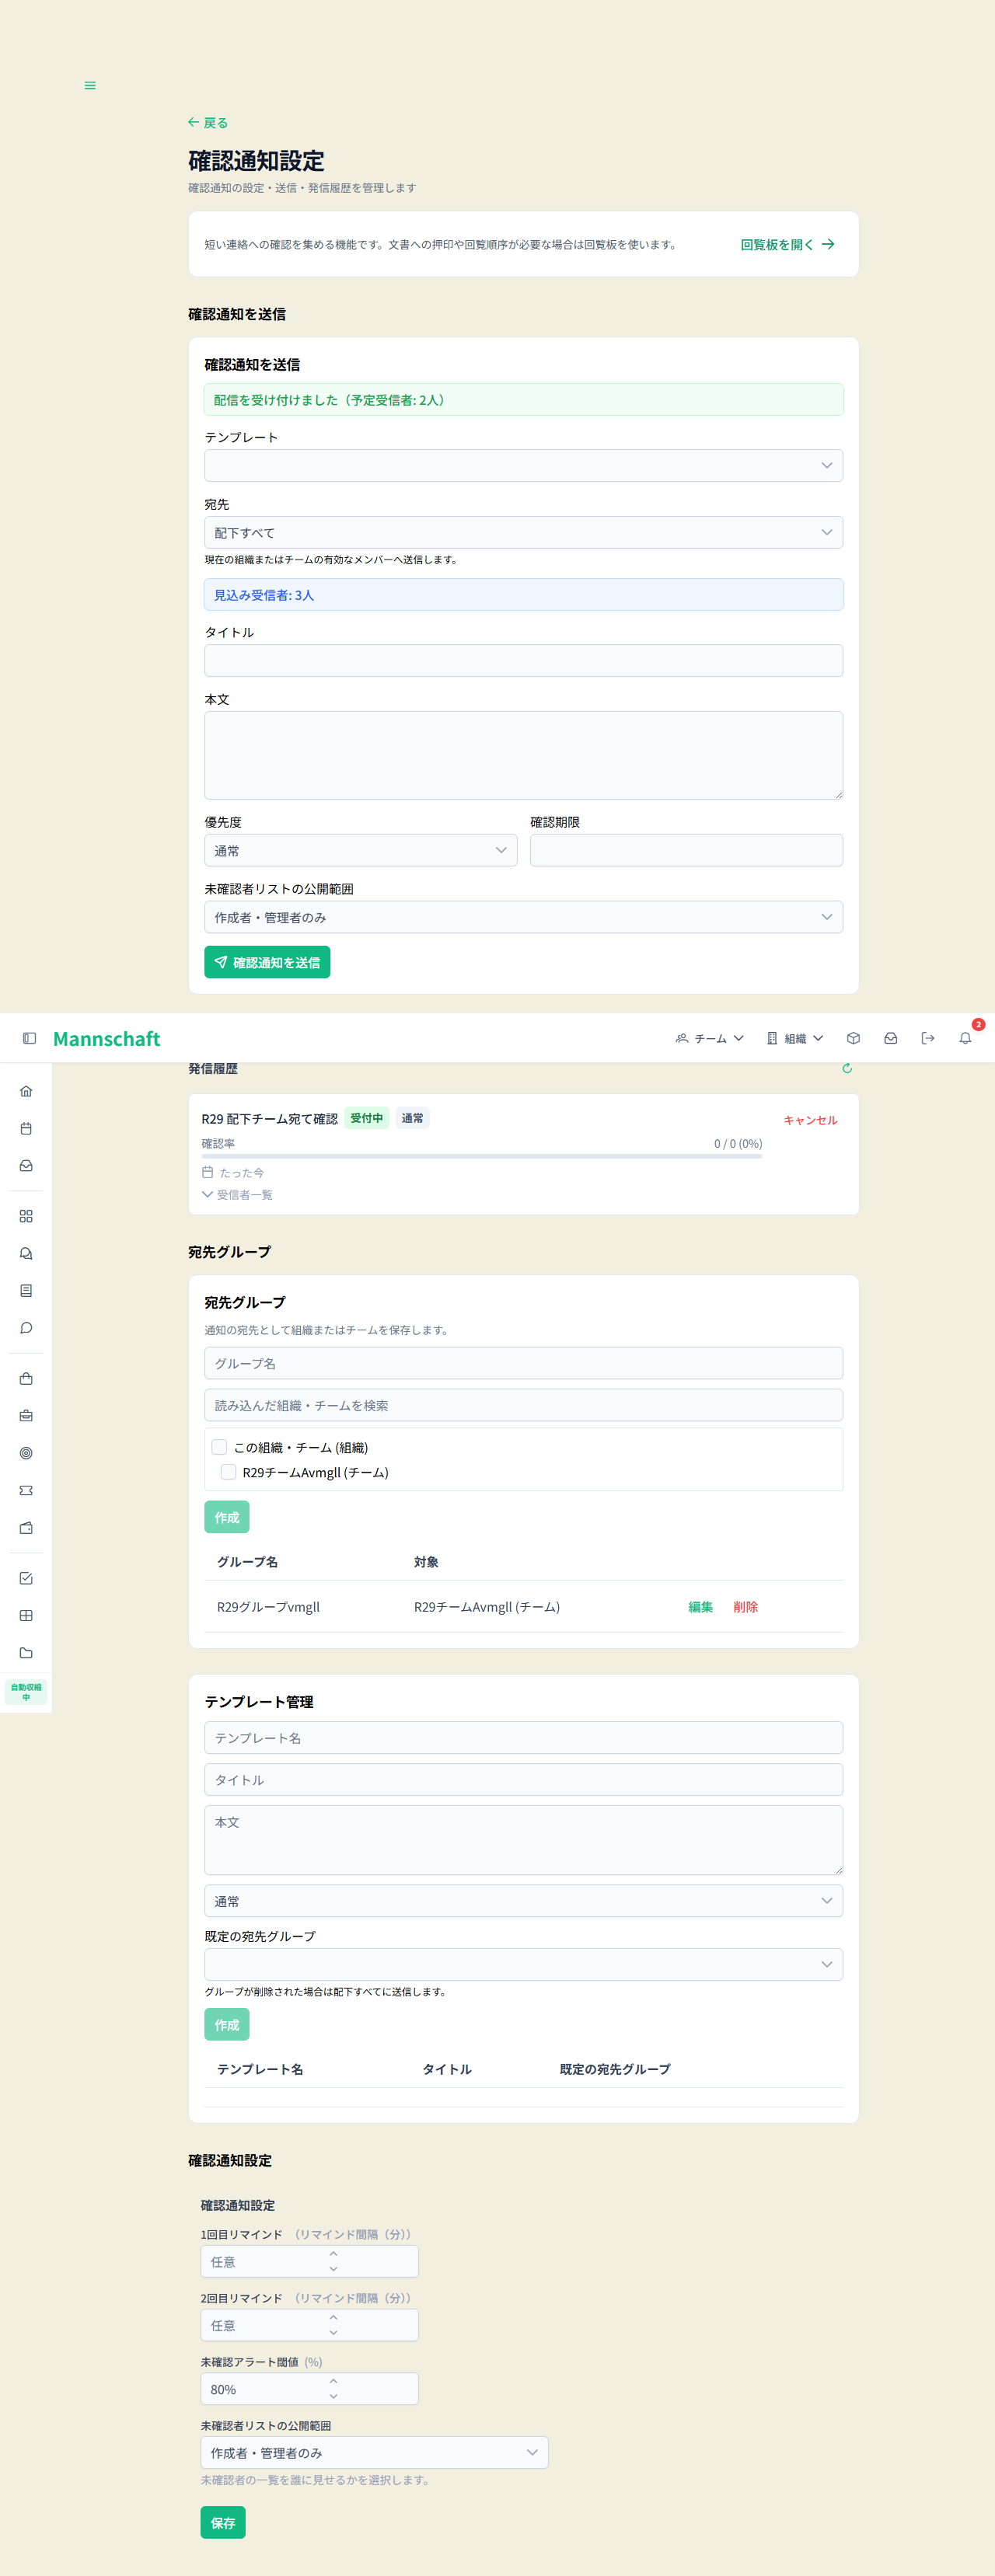 戻る
確認通知設定
確認通知の設定・送信・発信履歴を管理します
短い連絡への確認を集める機能です。文書への押印や回覧順序が必要な場合は回覧板を使います。
回覧板を開く
確認通知を送信
確認通知を送信
配信を受け付けました（予定受信者: 2人）
テンプレート
宛先
配下すべて
現在の組織またはチームの有効なメンバーへ送信します。
見込み受信者: 3人
タイトル
本文
優先度
確認期限
通常
未確認者リストの公開範囲
作成者・管理者のみ
確認通知を送信
Mannschaft
チーム
組織
2
発信履歴
R29 配下チーム宛て確認
受付中
通常
キャンセル
確認率
0 / 0 (0%)
たった今
受信者一覧
宛先グループ
宛先グループ
通知の宛先として組織またはチームを保存します。
グループ名
読み込んだ組織・チームを検索
この組織・チーム (組織)
R29チームAvmgll (チーム)
作成
グループ名
対象
R29グループvmgll
R29チームAvmgll (チーム)
編集
削除
自動収縮
中
テンプレート管理
テンプレート名
タイトル
本文
通常
既定の宛先グループ
グループが削除された場合は配下すべてに送信します。
作成
テンプレート名
タイトル
既定の宛先グループ
確認通知設定
確認通知設定
1回目リマインド （リマインド間隔（分））
任意
2回目リマインド （リマインド間隔（分））
任意
未確認アラート閾値 (%)
80%
未確認者リストの公開範囲
作成者・管理者のみ
未確認者の一覧を誰に見せるかを選択します。
保存